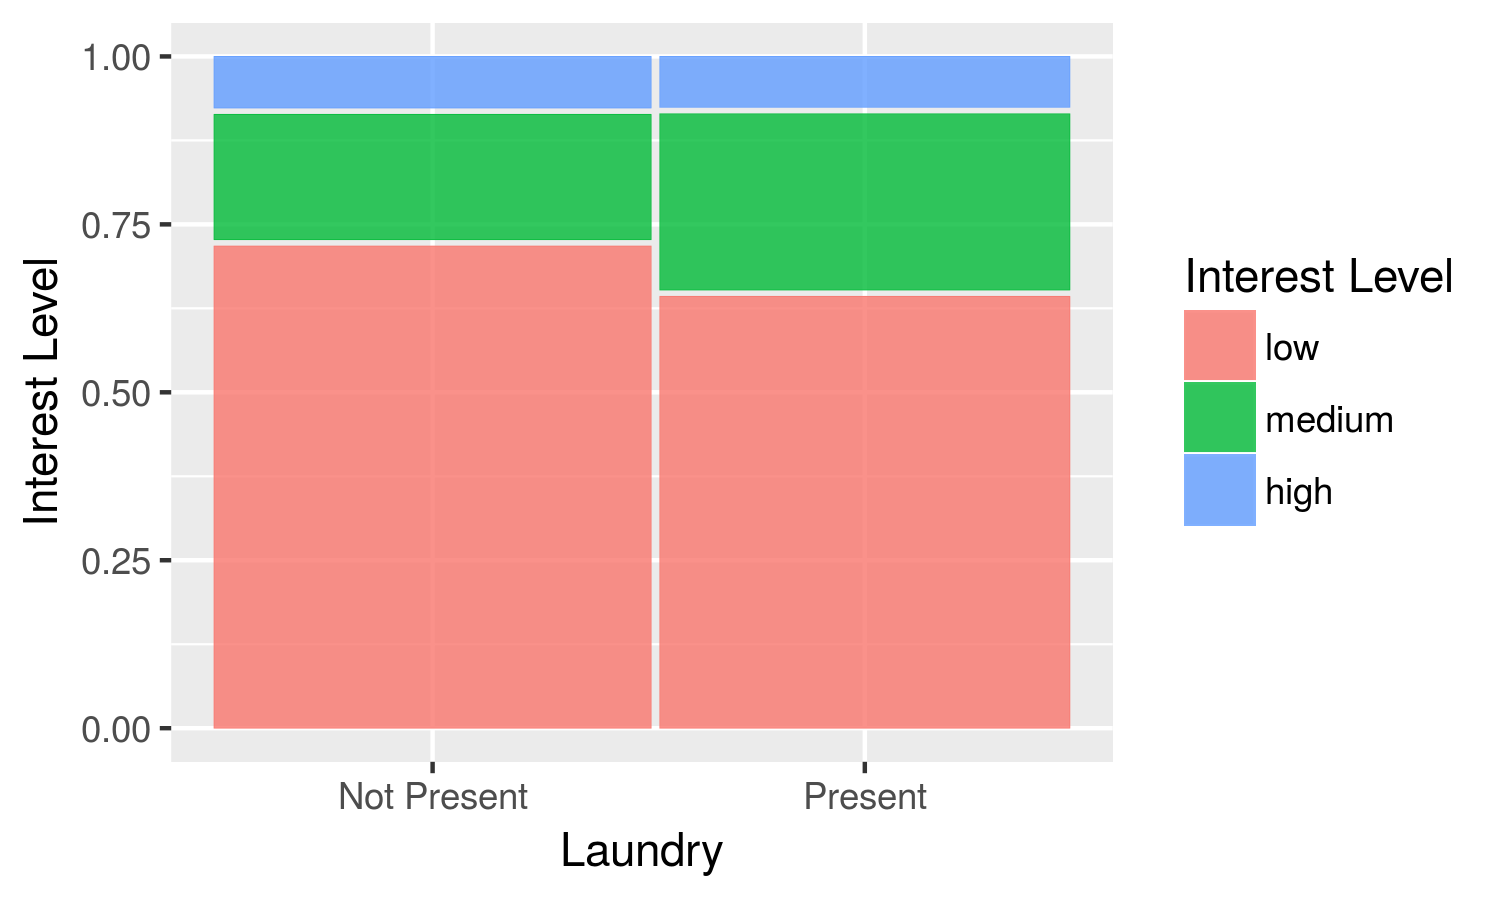 1.00
0.75
0.50
0.25
0.00
Interest Level
Not Present
Present
Laundry
Interest Level
low
medium
high